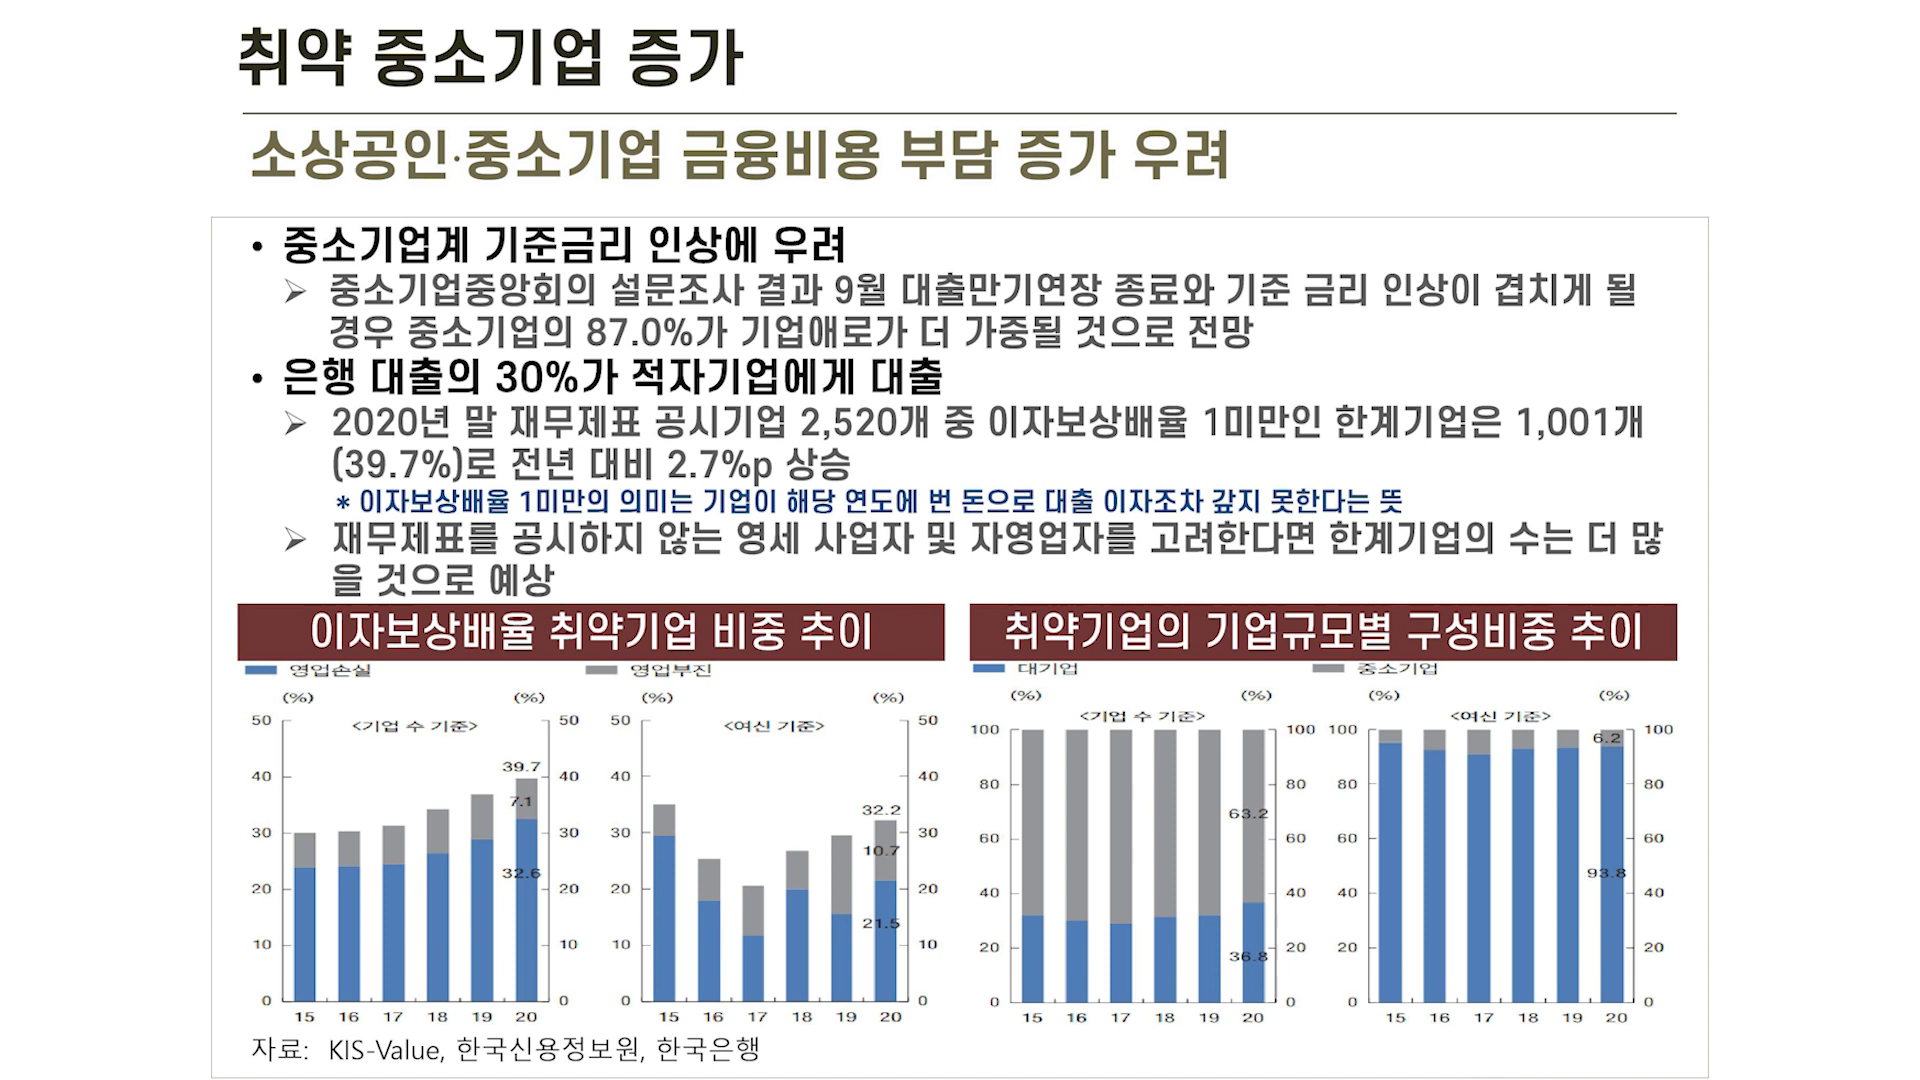 취약 중소기업 증가
소상공인·중소기업 금융비용 부담 증가 우려
• 중소기업계 기준금리 인상에 우려
➢ 중소기업중앙회의 설문조사 결과 9월 대출만기연장 종료와 기준 금리 인상이 겹치게 될
경우 중소기업의 87.0%가 기업애로가 더 가중될 것으로 전망
• 은행 대출의 30%가 적자기업에게 대출
➢ 2020년 말 재무제표 공시기업 2,520개 중 이자보상배율 1미만인 한계기업은 1,001개
(39.7%)로 전년 대비 2.7%p 상승
* 이자보상배율 1미만의 의미는 기업이 해당 연도에 번 돈으로 대출 이자조차 갚지 못한다는 뜻
➢ 재무제표를 공시하지 않는 영세 사업자 및 자영업자를 고려한다면 한계기업의 수는 더 많
을 것으로 예상
이자보상배율 취약기업 비중 추이
영업손실 영업부진
(%) (%) (%) (%)
<기업 수 기준> <여신 기준>
50 50 50 50
39.7
40 40 40 40
7.1
32.2
30 30 30 30
10.7
32.6
20 20 20 20
21.5
10 10 10 10
0 0 0 0
15 16 17 18 19 20 15 16 17 18 19 20
취약기업의 기업규모별 구성비중 추이
대기업 중소기업
(%) (%) (%) (%)
<기업 수 기준> <여신 기준>
100 100 100 100
6.2
80 80 80 80
63.2
60 60 60 60
93.8
40 40 40 40
36.8
20 20 20 20
0 0 0 0
15 16 17 18 19 20 15 16 17 18 19 20
자료: KIS-Value, 한국신용정보원, 한국은행